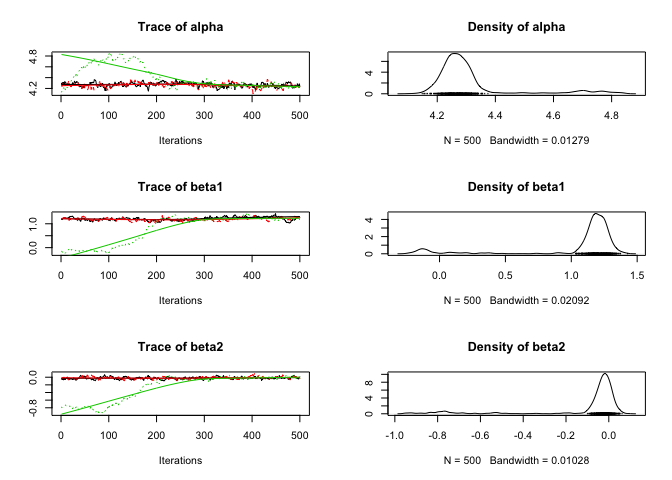 Trace of alpha
4.2 4.8
0 100 200 300 400 500
Iterations
Density of alpha
0 4
4.2 4.4 4.6 4.8
N = 500 Bandwidth = 0.01279
Trace of beta1
0.0 1.0
0 100 200 300 400 500
Iterations
Density of beta1
0 2 4
0.0 0.5 1.0 1.5
N = 500 Bandwidth = 0.02092
Trace of beta2
-0.8 0.0
0 100 200 300 400 500
Iterations
Density of beta2
0 4 8
-1.0 -0.8 -0.6 -0.4 -0.2 0.0
N = 500 Bandwidth = 0.01028